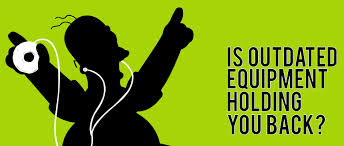 IS OUTDATED
EQUIPMENT
HOLDING
YOU BACK?